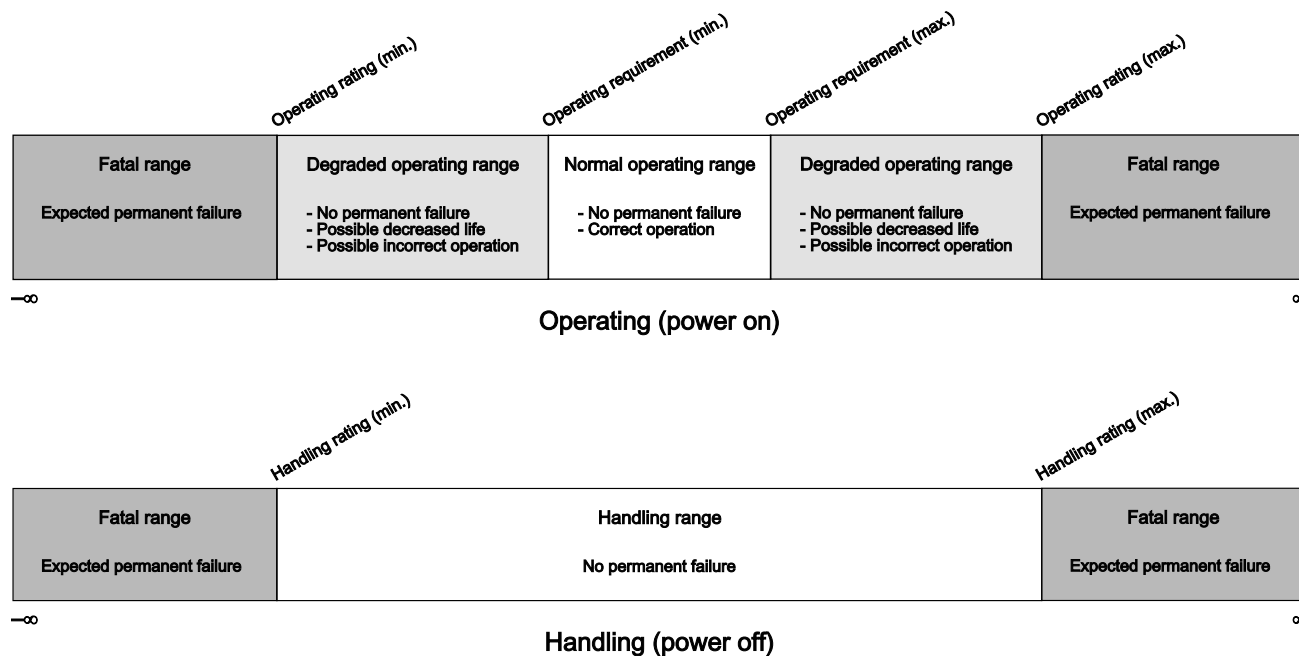 Operating rating (min.)
Operating requirement (min.)
Operating requirement (max.)
Operating rating (max.)
Fatal range
Degraded operating range
Normal operating range
Degraded operating range
Fatal range
Expected permanent failure
- No permanent failure
- Possible decreased life
- Possible incorrect operation
- No permanent failure
- Correct operation
- No permanent failure
- Possible decreased life
- Possible incorrect operation
Expected permanent failure
–∞
∞
Operating (power on)
Handling rating (min.)
Handling rating (max.)
Fatal range
Handling range
Fatal range
Expected permanent failure
No permanent failure
Expected permanent failure
–∞
∞
Handling (power off)